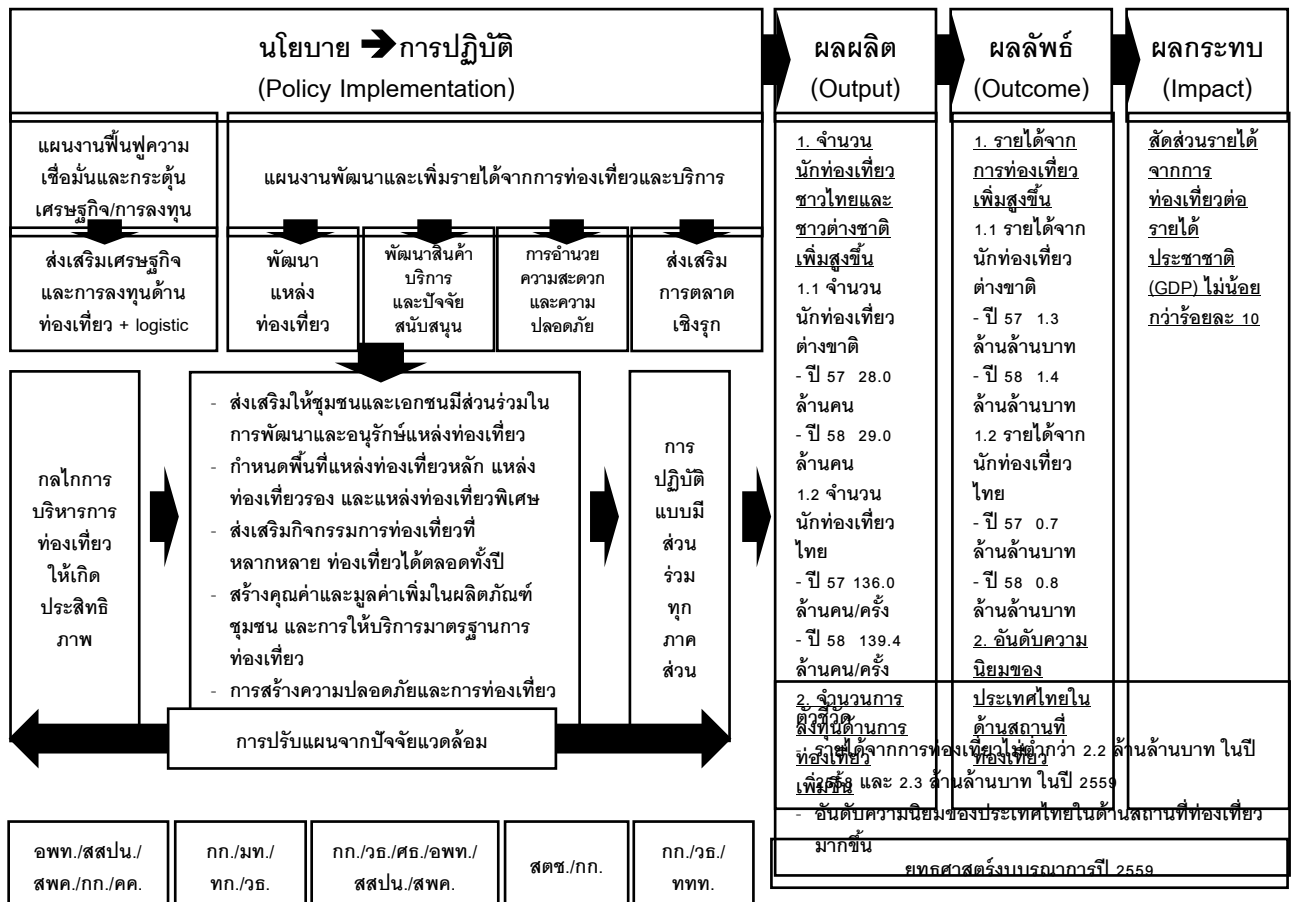 นโยบาย ➔ การปฏิบัติ
(Policy Implementation)
ผลผลิต
(Output)
ผลลัพธ์
(Outcome)
ผลกระทบ
(Impact)
แผนงานฟื้นฟูความ
เชื่อมั่นและกระตุ้น
เศรษฐกิจ/การลงทุน
แผนงานพัฒนาและเพิ่มรายได้จากการท่องเที่ยวและบริการ
ส่งเสริมเศรษฐกิจ
และการลงทุนด้าน
ท่องเที่ยว + logistic
พัฒนา
แหล่ง
ท่องเที่ยว
พัฒนาสินค้า
บริการ
และปัจจัย
สนับสนุน
การอำนวย
ความสะดวก
และความ
ปลอดภัย
ส่งเสริม
การตลาด
เชิงรุก
กลไกการ
บริหารการ
ท่องเที่ยว
ให้เกิด
ประสิทธิ
ภาพ
- ส่งเสริมให้ชุมชนและเอกชนมีส่วนร่วมใน
การพัฒนาและอนุรักษ์แหล่งท่องเที่ยว
- กำหนดพื้นที่แหล่งท่องเที่ยวหลัก แหล่ง
ท่องเที่ยวรอง และแหล่งท่องเที่ยวพิเศษ
- ส่งเสริมกิจกรรมการท่องเที่ยวที่
หลากหลาย ท่องเที่ยวได้ตลอดทั้งปี
- สร้างคุณค่าและมูลค่าเพิ่มในผลิตภัณฑ์
ชุมชน และการให้บริการมาตรฐานการ
ท่องเที่ยว
- การสร้างความปลอดภัยและการท่องเที่ยว
การ
ปฏิบัติ
แบบมี
ส่วน
ร่วม
ทุก
ภาค
ส่วน
การปรับแผนจากปัจจัยแวดล้อม
1. จำนวน
นักท่องเที่ยว
ชาวไทยและ
ชาวต่างชาติ
เพิ่มสูงขึ้น
1.1 จำนวน
นักท่องเที่ยว
ต่างชาติ
- ปี 57 28.0
ล้านคน
- ปี 58 29.0
ล้านคน
1.2 จำนวน
นักท่องเที่ยว
ไทย
- ปี 57 136.0
ล้านคน/ครั้ง
- ปี 58 139.4
ล้านคน/ครั้ง
2. จำนวนการ
ลงทุนด้านการ
ท่องเที่ยว
เพิ่มขึ้น
1. รายได้จาก
การท่องเที่ยว
เพิ่มสูงขึ้น
1.1 รายได้จาก
นักท่องเที่ยว
ต่างชาติ
- ปี 57 1.3
ล้านล้านบาท
- ปี 58 1.4
ล้านล้านบาท
1.2 รายได้จาก
นักท่องเที่ยว
ไทย
- ปี 57 0.7
ล้านล้านบาท
- ปี 58 0.8
ล้านล้านบาท
2. อันดับความ
นิยมของ
ประเทศไทยใน
ด้านสถานที่
ท่องเที่ยว
สัดส่วนรายได้
จากการ
ท่องเที่ยวต่อ
รายได้
ประชาชาติ
(GDP) ไม่น้อย
กว่าร้อยละ 10
ตัวชี้วัด
- รายได้จากการท่องเที่ยวไม่ต่ำกว่า 2.2 ล้านล้านบาท ในปี
2558 และ 2.3 ล้านล้านบาท ในปี 2559
- อันดับความนิยมของประเทศไทยในด้านสถานที่ท่องเที่ยว
มากขึ้น
ยุทธศาสตร์งบบูรณาการปี 2559
อพท./สสปน./
สพค./กก./คค.
กก./มท./
ทก./วธ.
กก./วธ./ศธ./อพท./
สสปน./สพค.
สตช./กก.
กก./วธ./
ททท.